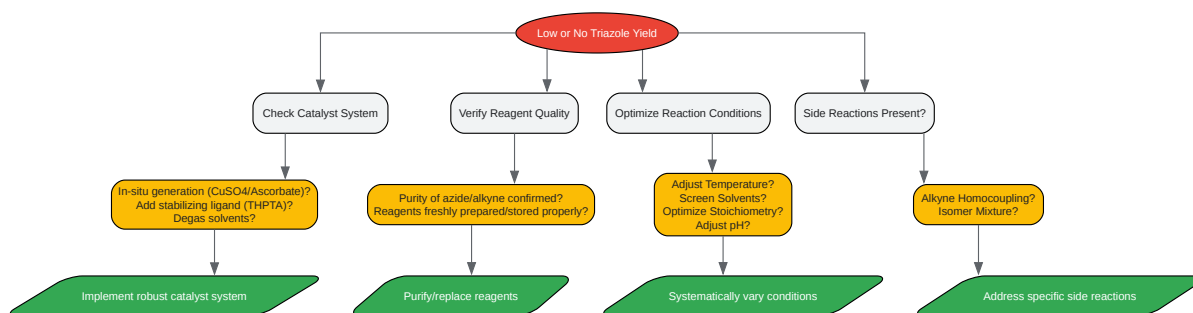 Low or No Triazole Yield
Check Catalyst System
Verify Reagent Quality
Optimize Reaction Conditions
Side Reactions Present?
In-situ generation (CuSO4/Ascorbate)?
Add stabilizing ligand (THPTA)?
Degas solvents?
Purity of azide/alkyne confirmed?
Reagents freshly prepared/stored properly?
Adjust Temperature?
Screen Solvents?
Optimize Stoichiometry?
Adjust pH?
Alkyne Homocoupling?
Isomer Mixture?
Implement robust catalyst system
Purify/replace reagents
Systematically vary conditions
Address specific side reactions